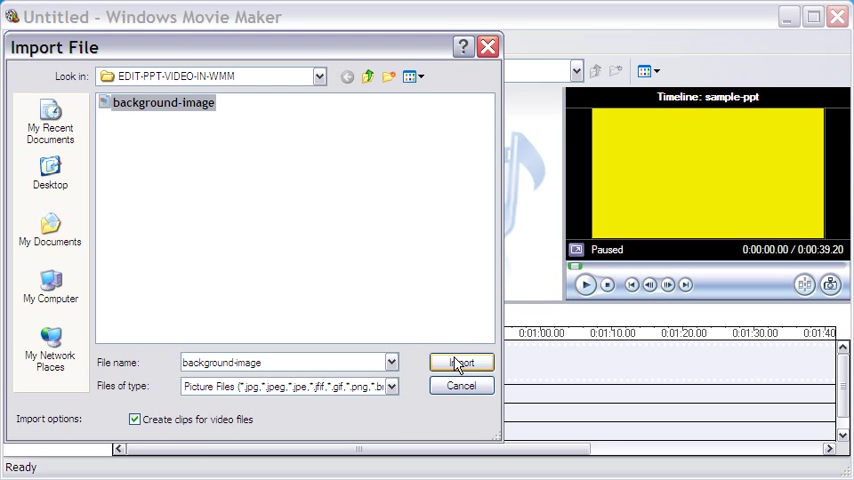 Untitled - Windows Movie Maker
Import File
Look in:
EDIT-PPT-VIDEO-IN-WMM
background-image
My Recent
Documents
Desktop
My Documents
My Computer
My Network
Places
File name:
background-image
Import
Files of type:
Picture Files (*.jpg,*.jpeg,*.jpe,*.jfif,*.gif,*.png,*.b
Cancel
Import options:
Create clips for video files
Timeline: sample-ppt
Paused
0:00:00.00 / 0:00:39.20
0:01:00.00
0:01:10.00
0:01:20.00
0:01:30.00
0:01:40
Ready